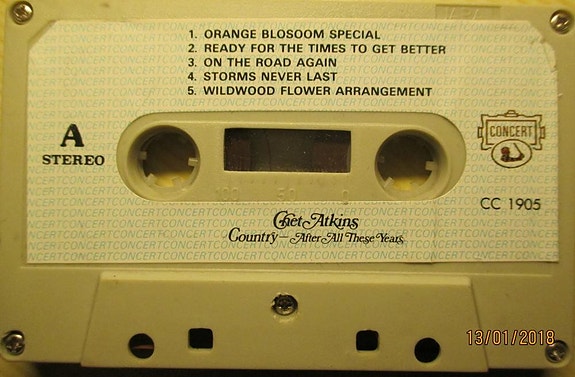 1. ORANGE BLOSOOM SPECIAL
2. READY FOR THE TIMES TO GET BETTER
3. ON THE ROAD AGAIN
4. STORMS NEVER LAST
5. WILDWOOD FLOWER ARRANGEMENT
A
STEREO
CONCERT
CC 1905
100 50 0
Chet Atkins
Country — After All These Years
13/01/2018